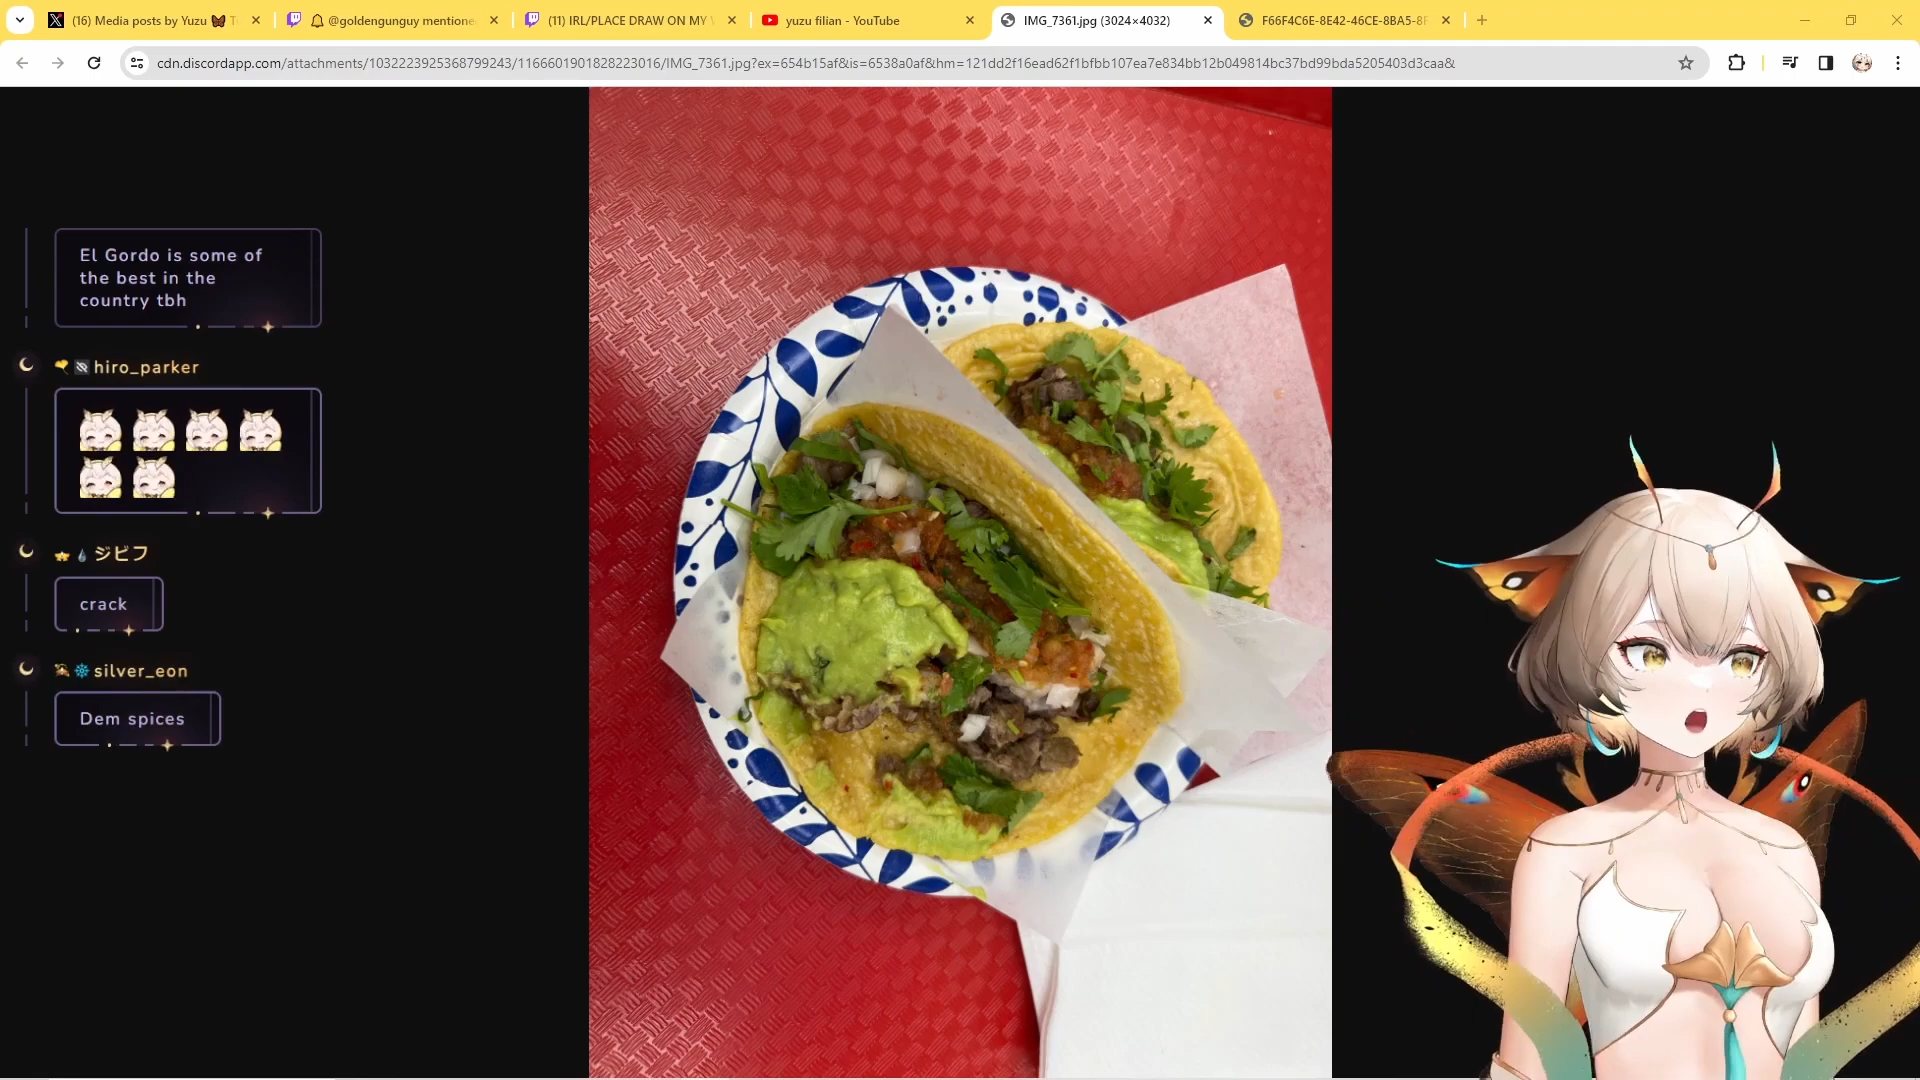 (16) Media posts by Yuzu
@goldengunguy mentione
(11) IRL/PLACE DRAW ON MY
yuzu filian - YouTube
IMG_7361.jpg (3024×4032)
F66F4C6E-8E42-46CE-8BA5-8F
cdn.discordapp.com/attachments/1032223925368799243/1166601901828223016/IMG_7361.jpg?ex=654b15af&is=6538a0af&hm=121dd2f16ead62f1bfbb107ea7e834bb12b049814bc37bd99bda5205403d3caa&
El Gordo is some of
the best in the
country tbh
hiro_parker
ジビフ
crack
silver_eon
Dem spices